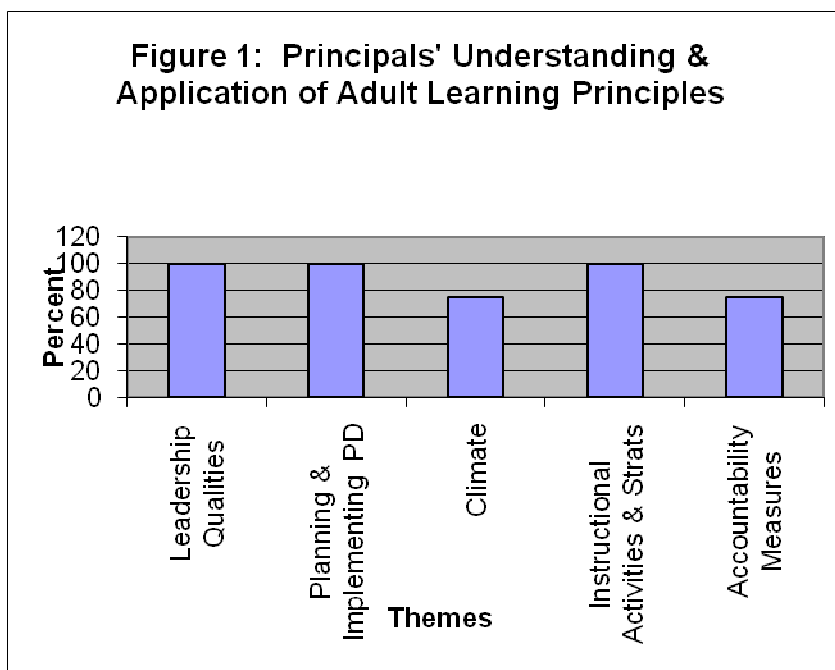 Figure 1:  Principals' Understanding &
Application of Adult Learning Principles
Percent
120
100
80
60
40
20
0
Leadership
Qualities
Planning &
Implementing PD
Climate
Instructional
Activities & Strats
Accountability
Measures
Themes